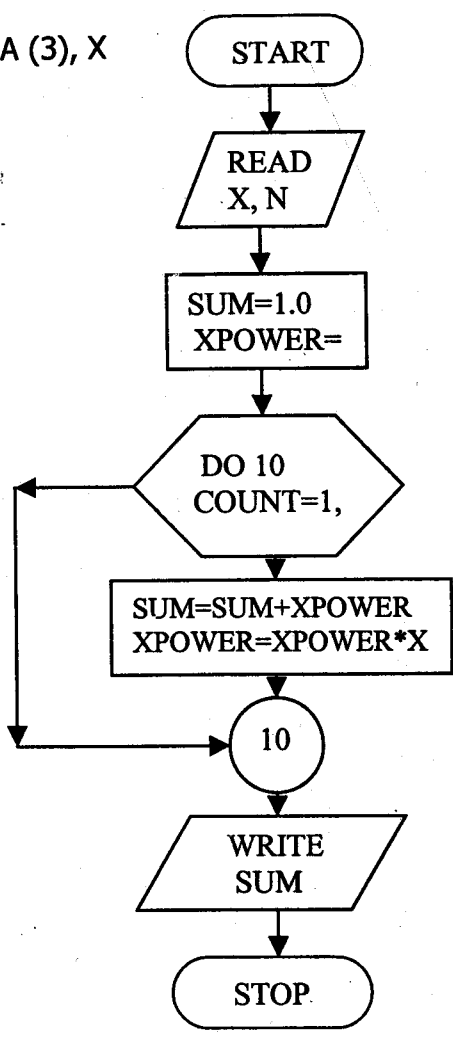 A (3), X
START
READ
X, N
SUM=1.0
XPOWER=
DO 10
COUNT=1,
SUM=SUM+XPOWER
XPOWER=XPOWER*X
10
WRITE
SUM
STOP